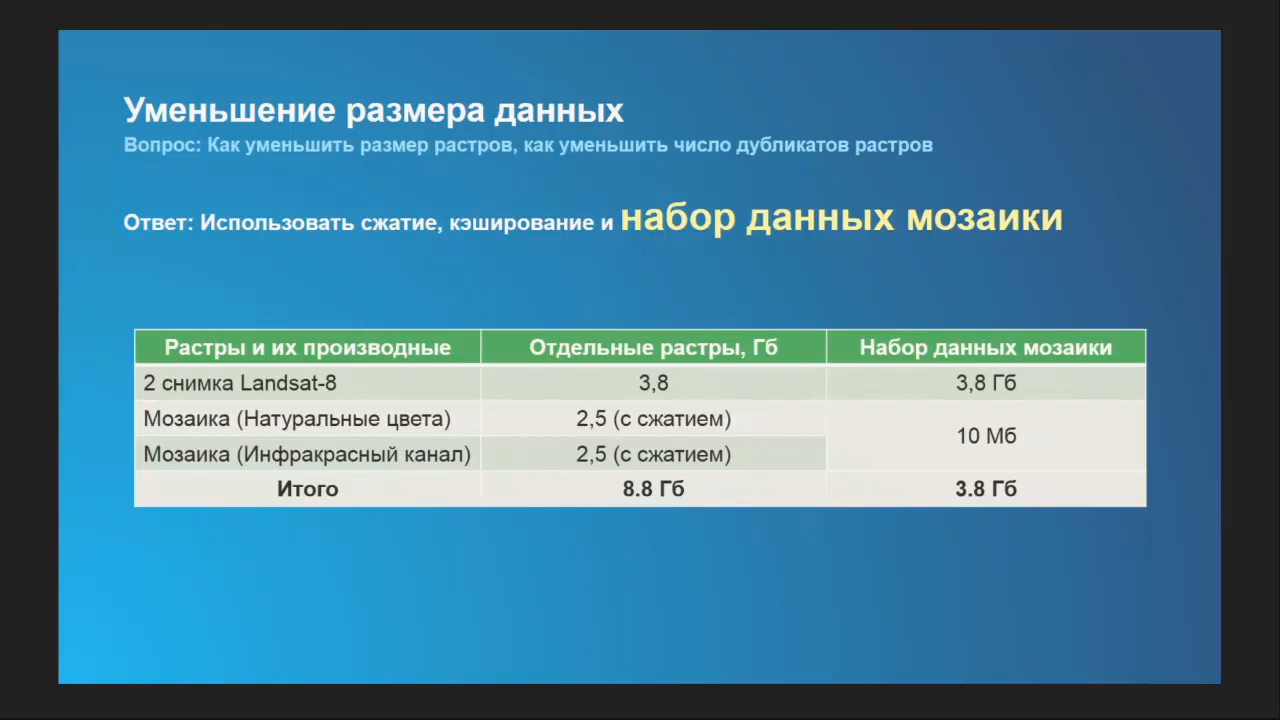 Уменьшение размера данных
Вопрос: Как уменьшить размер растров, как уменьшить число дубликатов растров
Ответ: Использовать сжатие, кэширование и набор данных мозаики
Растры и их производные Отдельные растры, Гб Набор данных мозаики
2 снимка Landsat-8 3,8 3,8 Гб
Мозаика (Натуральные цвета) 2,5 (с сжатием)
10 Мб
Мозаика (Инфракрасный канал) 2,5 (с сжатием)
Итого 8.8 Гб 3.8 Гб